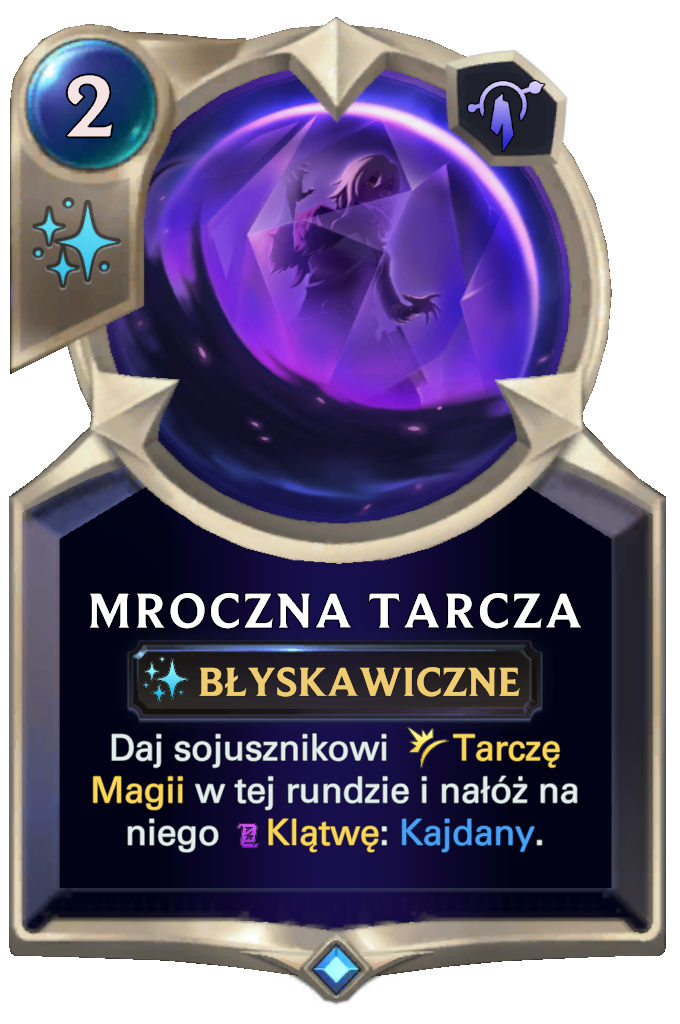 2
MROCZNA TARCZA
BŁYSKAWICZNE
Daj sojusznikowi Tarczę
Magii w tej rundzie i nałóż na
niego Klątwę: Kajdany.